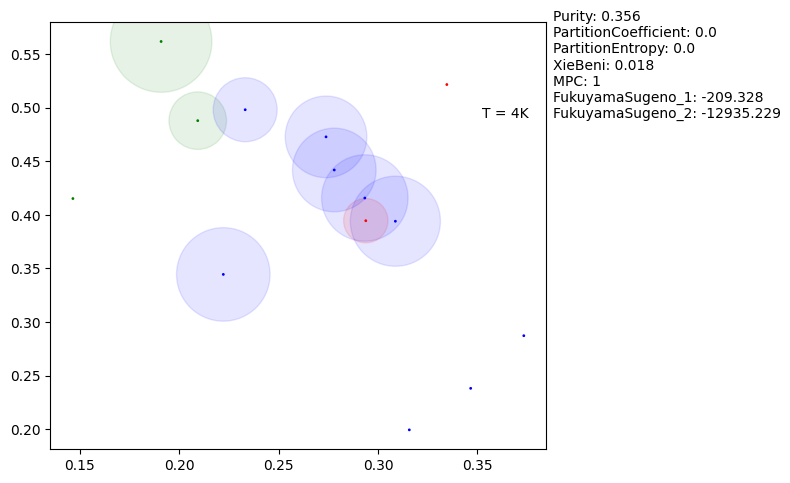 Purity: 0.356
PartitionCoefficient: 0.0
PartitionEntropy: 0.0
XieBeni: 0.018
MPC: 1
FukuyamaSugeno_1: -209.328
FukuyamaSugeno_2: -12935.229
T = 4K
0.55
0.50
0.45
0.40
0.35
0.30
0.25
0.20
0.15 0.20 0.25 0.30 0.35